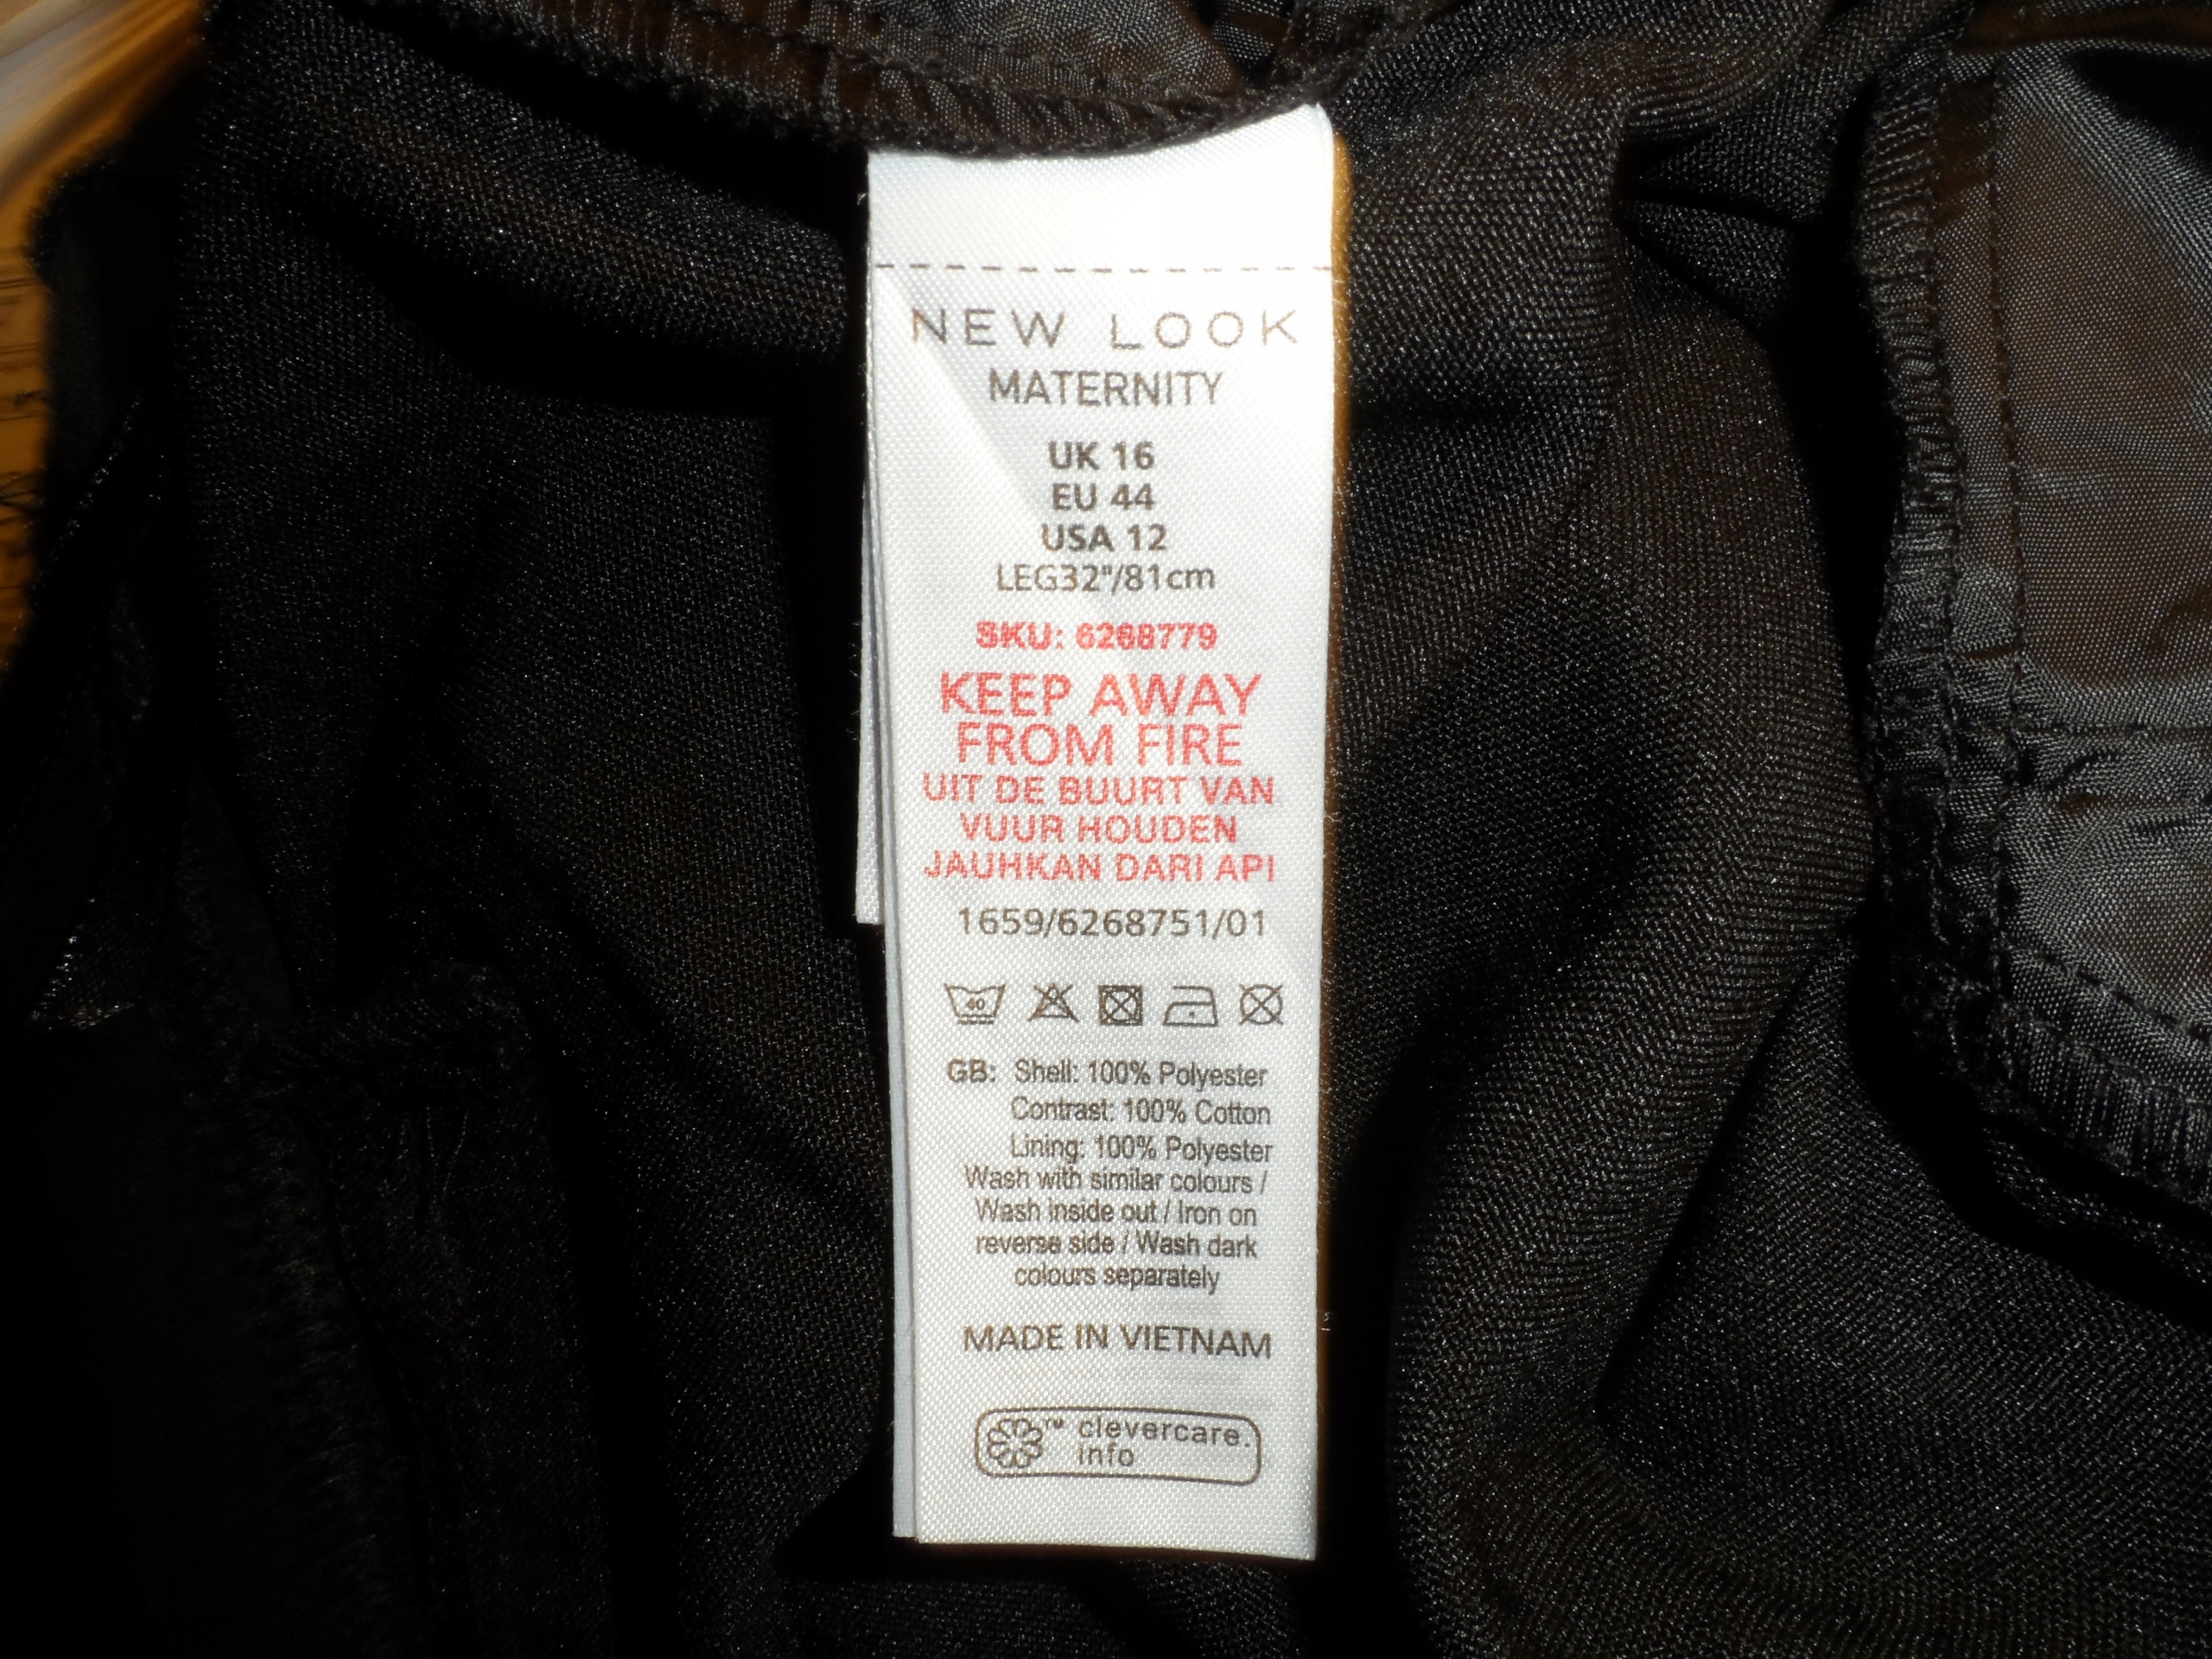 NEW LOOK
MATERNITY
UK 16
EU 44
USA 12
LEG32"/81cm
SKU: 6268779
KEEP AWAY
FROM FIRE
UIT DE BUURT VAN
VUUR HOUDEN
JAUHKAN DARI API
1659/6268751/01
40
GB: Shell: 100% Polyester
Contrast: 100% Cotton
Lining: 100% Polyester
Wash with similar colours /
Wash inside out / Iron on
reverse side / Wash dark
colours separately
MADE IN VIETNAM
™ clevercare.
info